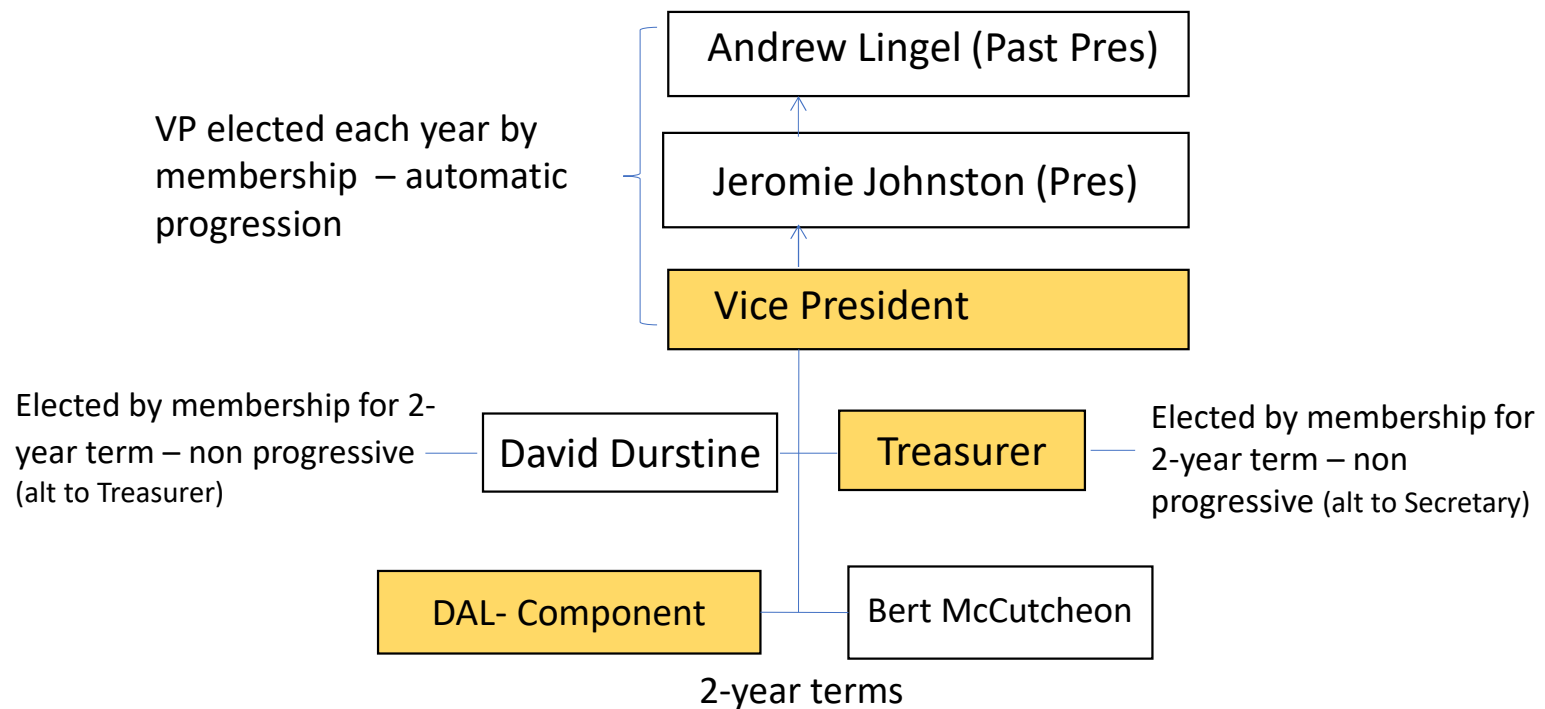 Andrew Lingel (Past Pres)
VP elected each year by
membership – automatic
progression
Jeromie Johnston (Pres)
Vice President
Elected by membership for 2-
year term – non progressive
(alt to Treasurer)
David Durstine
Treasurer
Elected by membership for
2-year term – non
progressive (alt to Secretary)
DAL- Component
Bert McCutcheon
2-year terms